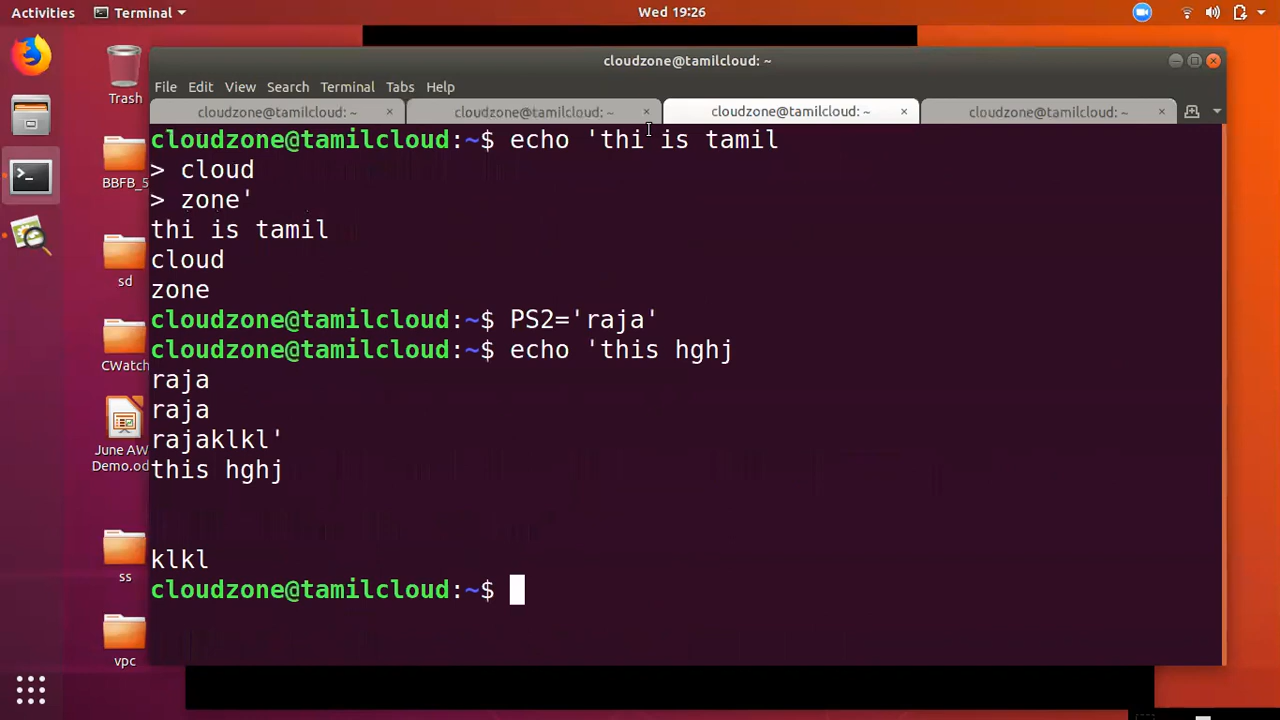 Activities
Terminal
Wed 19:26
cloudzone@tamilcloud: ~
File Edit View Search Terminal Tabs Help
cloudzone@tamilcloud: ~ × cloudzone@tamilcloud: ~ × cloudzone@tamilcloud: ~ × cloudzone@tamilcloud: ~ ×
cloudzone@tamilcloud:~$ echo 'thi is tamil
> cloud
> zone'
thi is tamil
cloud
zone
cloudzone@tamilcloud:~$ PS2='raja'
cloudzone@tamilcloud:~$ echo 'this hghj
raja
raja
rajaklkl'
this hghj
klkl
cloudzone@tamilcloud:~$
Trash
BBFB_5
sd
CWatch
June AW
Demo.od
ss
vpc